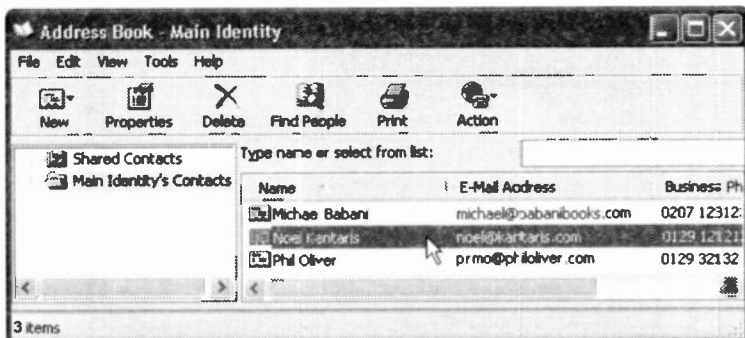 Address Book - Main Identity
File Edit View Tools Help
New Properties Delete Find People Print Action
Type name or select from list:
Shared Contacts
Main Identity's Contacts
Name E-Mail Address Business Ph
Michae Babani michael@babanibooks.com 0207 12312
Noel Kantaris noel@kantaris.com 0129 12121
Phil Oliver prmo@philoliver.com 0129 32132
3 items